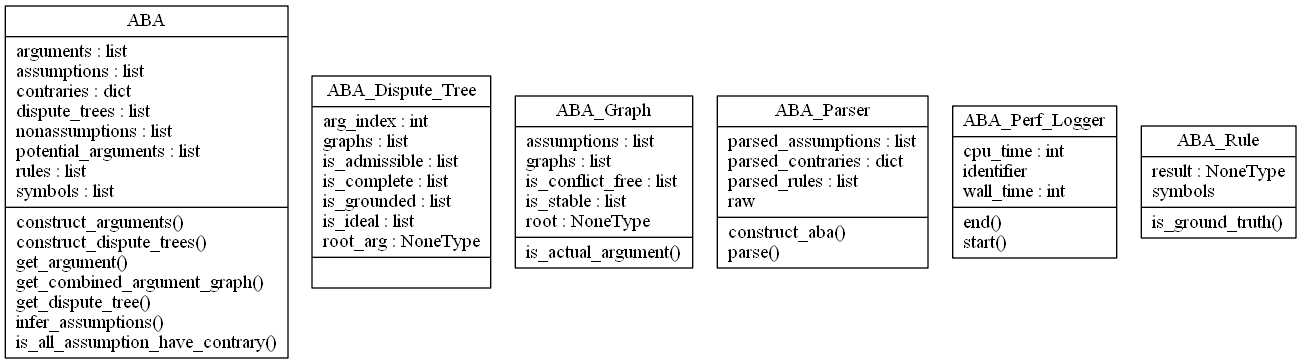 ABA
arguments : list
assumptions : list
contraries : dict
dispute_trees : list
nonassumptions : list
potential_arguments : list
rules : list
symbols : list
construct_arguments()
construct_dispute_trees()
get_argument()
get_combined_argument_graph()
get_dispute_tree()
infer_assumptions()
is_all_assumption_have_contrary()
ABA_Dispute_Tree
arg_index : int
graphs : list
is_admissible : list
is_complete : list
is_grounded : list
is_ideal : list
root_arg : NoneType
ABA_Graph
assumptions : list
graphs : list
is_conflict_free : list
is_stable : list
root : NoneType
is_actual_argument()
ABA_Parser
parsed_assumptions : list
parsed_contraries : dict
parsed_rules : list
raw
construct_aba()
parse()
ABA_Perf_Logger
cpu_time : int
identifier
wall_time : int
end()
start()
ABA_Rule
result : NoneType
symbols
is_ground_truth()